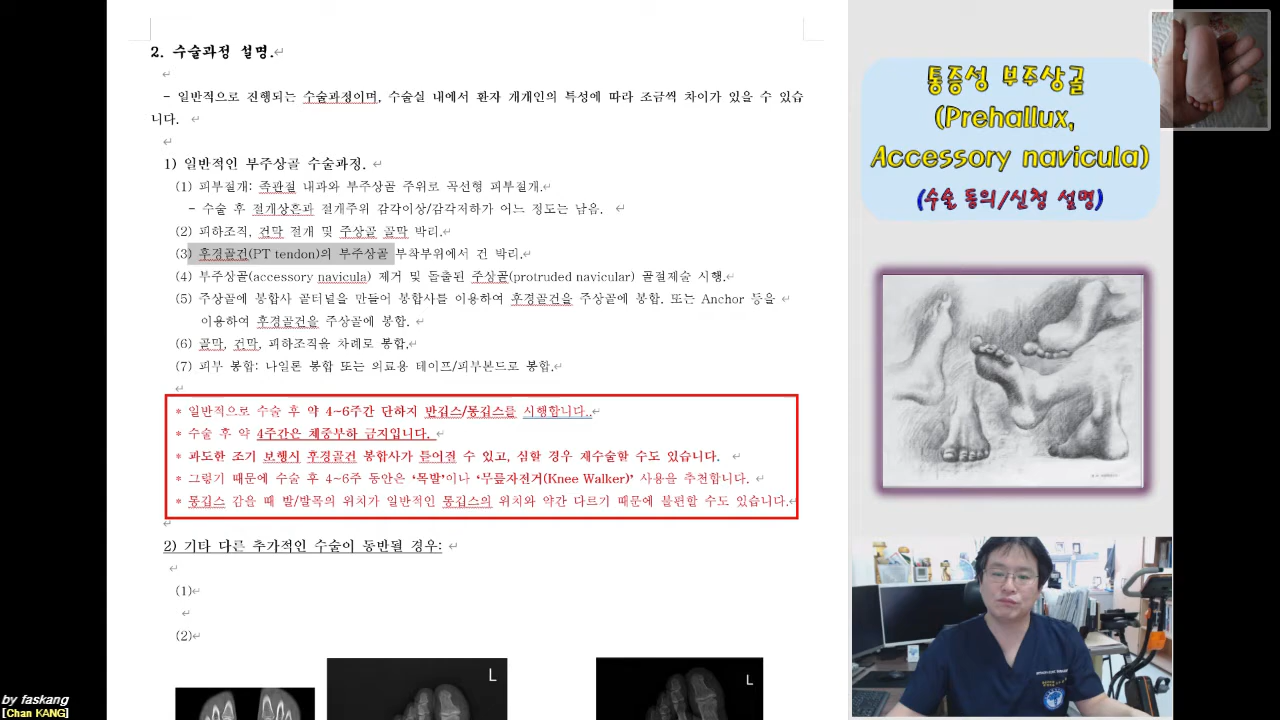 2. 수술과정 설명.
- 일반적으로 진행되는 수술과정이며, 수술실 내에서 환자 개개인의 특성에 따라 조금씩 차이가 있을 수 있습
니다.
1) 일반적인 부주상골 수술과정.
(1) 피부절개: 족관절 내과와 부주상골 주위로 곡선형 피부절개.
- 수술 후 절개상흔과 절개주위 감각이상/감각저하가 어느 정도는 남음.
(2) 피하조직, 건막 절개 및 주상골 골막 박리.
(3) 후경골건(PT tendon)의 부주상골 부착부위에서 건 박리.
(4) 부주상골(accessory navicula) 제거 및 돌출된 주상골(protruded navicular) 골절제술 시행.
(5) 주상골에 봉합사 골터널을 만들어 봉합사를 이용하여 후경골건을 주상골에 봉합. 또는 Anchor 등을
이용하여 후경골건을 주상골에 봉합.
(6) 골막, 건막, 피하조직을 차례로 봉합.
(7) 피부 봉합: 나일론 봉합 또는 의료용 테이프/피부본드로 봉합.
* 일반적으로 수술 후 약 4~6주간 단하지 반깁스/통깁스를 시행합니다..
* 수술 후 약 4주간은 체중부하 금지입니다.
* 과도한 조기 보행시 후경골건 봉합사가 틀어질 수 있고, 심할 경우 재수술할 수도 있습니다.
* 그렇기 때문에 수술 후 4~6주 동안은 ‘목발’이나 ‘무릎자전거(Knee Walker)’ 사용을 추천합니다.
* 통깁스 감을 때 발/발목의 위치가 일반적인 통깁스의 위치와 약간 다르기 때문에 불편할 수도 있습니다.
2) 기타 다른 추가적인 수술이 동반될 경우:
(1)
(2)
L
L
통증성 부주상골
(Prehallux,
Accessory navicula)
(수술 동의/신청 설명)
by faskang
[Chan KANG]